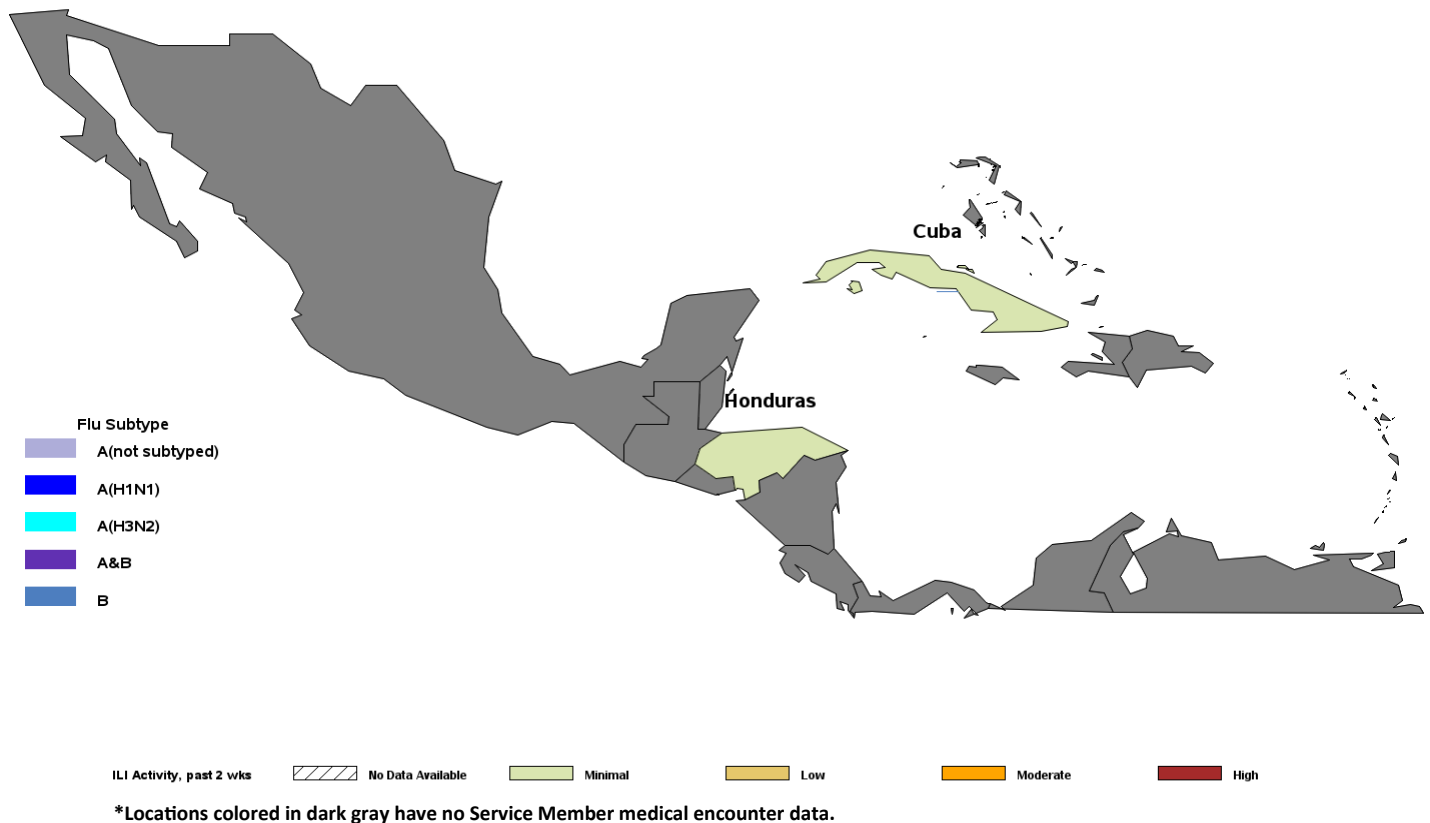 Cuba
Honduras
Flu Subtype
A(not subtyped)
A(H1N1)
A(H3N2)
A&B
B
ILI Activity, past 2 wks No Data Available Minimal Low Moderate High
*Locations colored in dark gray have no Service Member medical encounter data.